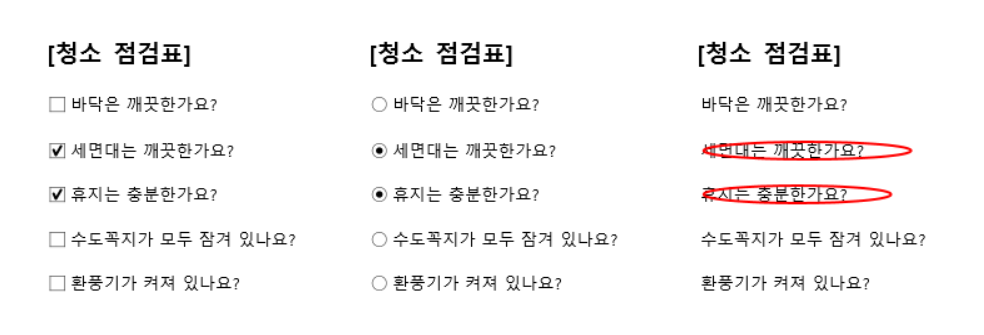 [청소 점검표]
바닥은 깨끗한가요?
세면대는 깨끗한가요?
휴지는 충분한가요?
수도꼭지가 모두 잠겨 있나요?
환풍기가 켜져 있나요?
[청소 점검표]
바닥은 깨끗한가요?
세면대는 깨끗한가요?
휴지는 충분한가요?
수도꼭지가 모두 잠겨 있나요?
환풍기가 켜져 있나요?
[청소 점검표]
바닥은 깨끗한가요?
세면대는 깨끗한가요?
휴지는 충분한가요?
수도꼭지가 모두 잠겨 있나요?
환풍기가 켜져 있나요?